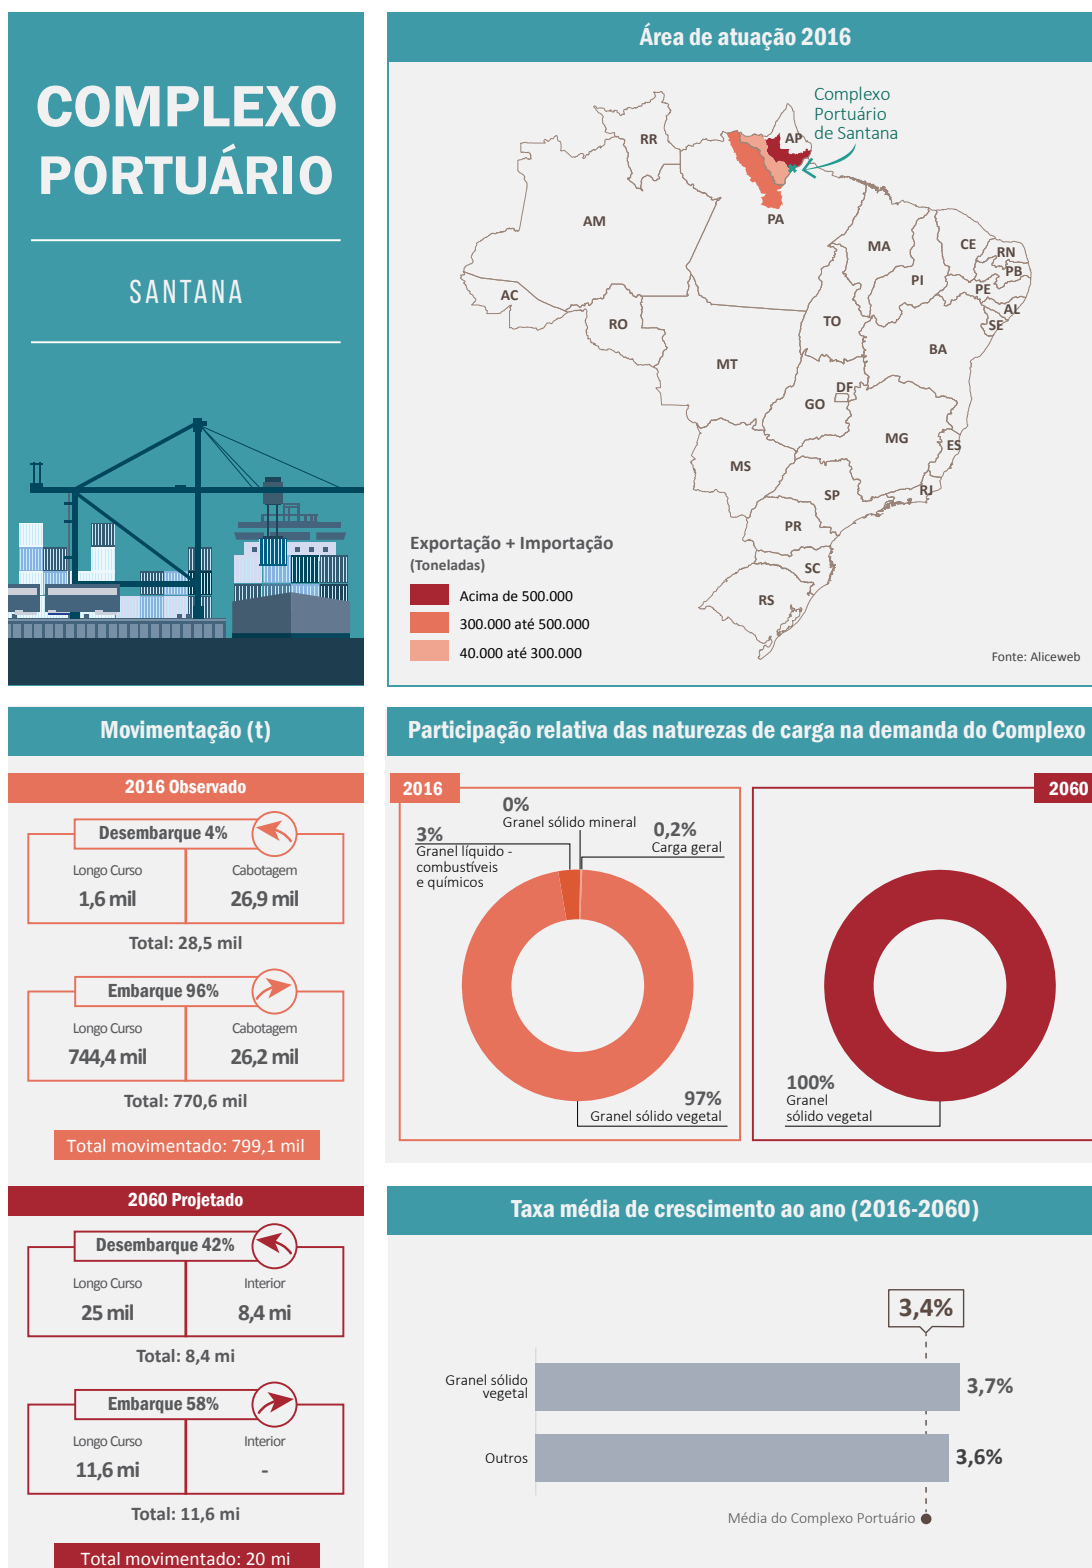 COMPLEXO
PORTUÁRIO
SANTANA
Área de atuação 2016
Complexo
Portuário
de Santana
RR
AP
AM
PA
MA
CE
RN
PB
PI
PE
AL
SE
AC
RO
TO
BA
MT
DF
GO
MG
ES
MS
SP
RJ
PR
SC
RS
Exportação + Importação
(Toneladas)
Acima de 500.000
300.000 até 500.000
40.000 até 300.000
Fonte: Aliceweb
Movimentação (t)
2016 Observado
Desembarque 4%
Longo Curso
Cabotagem
1,6 mil
26,9 mil
Total: 28,5 mil
Embarque 96%
Longo Curso
Cabotagem
744,4 mil
26,2 mil
Total: 770,6 mil
Total movimentado: 799,1 mil
2060 Projetado
Desembarque 42%
Longo Curso
Interior
25 mil
8,4 mi
Total: 8,4 mi
Embarque 58%
Longo Curso
Interior
11,6 mi
-
Total: 11,6 mi
Total movimentado: 20 mi
Participação relativa das naturezas de carga na demanda do Complexo
2016
0%
Granel sólido mineral
3%
Granel líquido -
combustíveis
e químicos
0,2%
Carga geral
97%
Granel sólido vegetal
2060
100%
Granel
sólido vegetal
Taxa média de crescimento ao ano (2016-2060)
3,4%
Granel sólido
vegetal
3,7%
Outros
3,6%
Média do Complexo Portuário